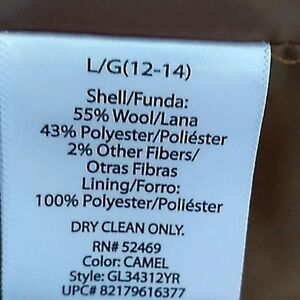 L/G(12-14)
Shell/Funda:
55% Wool/Lana
43% Polyester/Poliéster
2% Other Fibers/
Otras Fibras
Lining/Forro:
100% Polyester/Poliéster
DRY CLEAN ONLY.
RN# 52469
Color: CAMEL
Style: GL34312YR
UPC# 82179616377